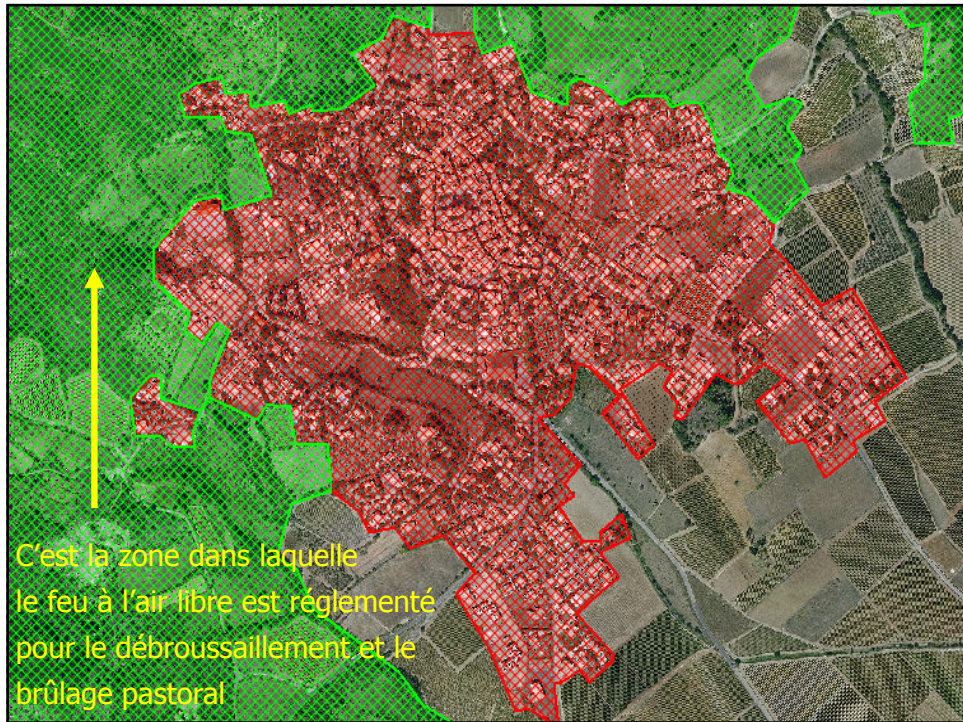 C'est la zone dans laquelle
le feu à l'air libre est réglementé
pour le débroussaillement et le
brûlage pastoral